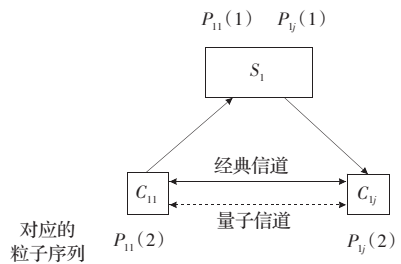 P₁₁(1) P₁ⱼ(1)
S₁
经典信道
C₁₁ C₁ⱼ
量子信道
对应的
粒子序列
P₁₁(2) P₁ⱼ(2)